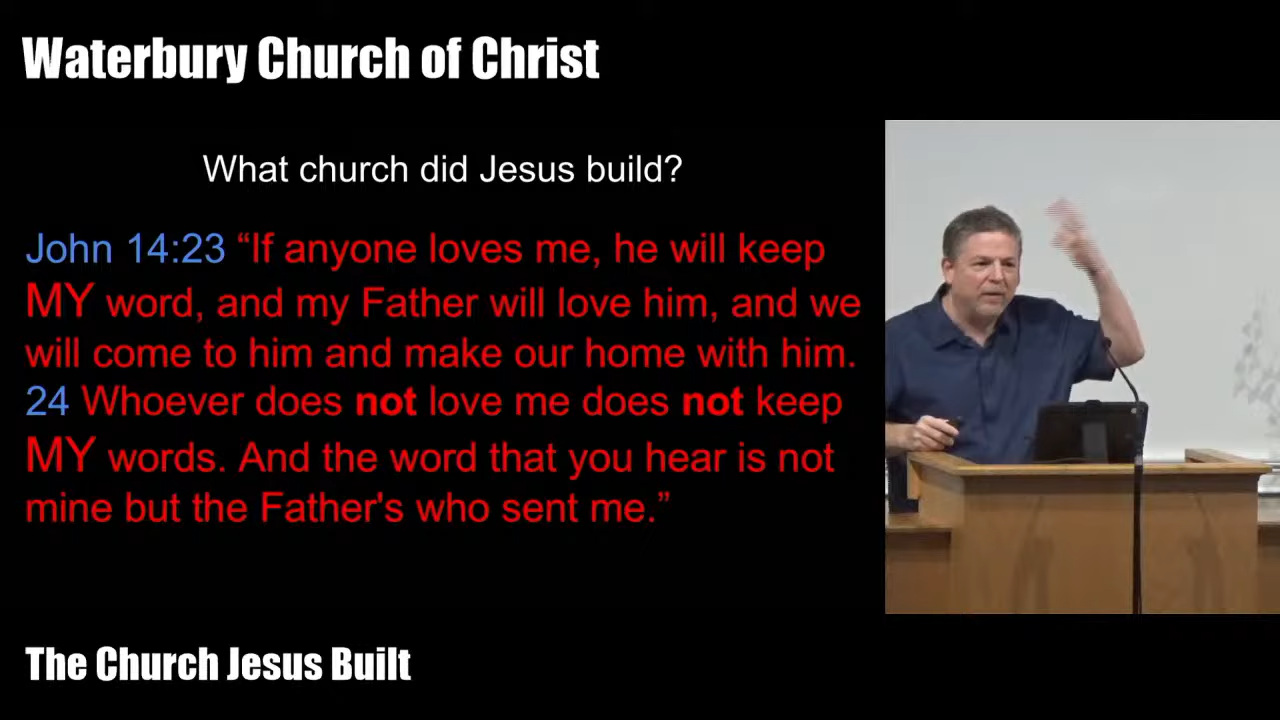 Waterbury Church of Christ
What church did Jesus build?
John 14:23 “If anyone loves me, he will keep
MY word, and my Father will love him, and we
will come to him and make our home with him.
24 Whoever does not love me does not keep
MY words. And the word that you hear is not
mine but the Father's who sent me.”
The Church Jesus Built